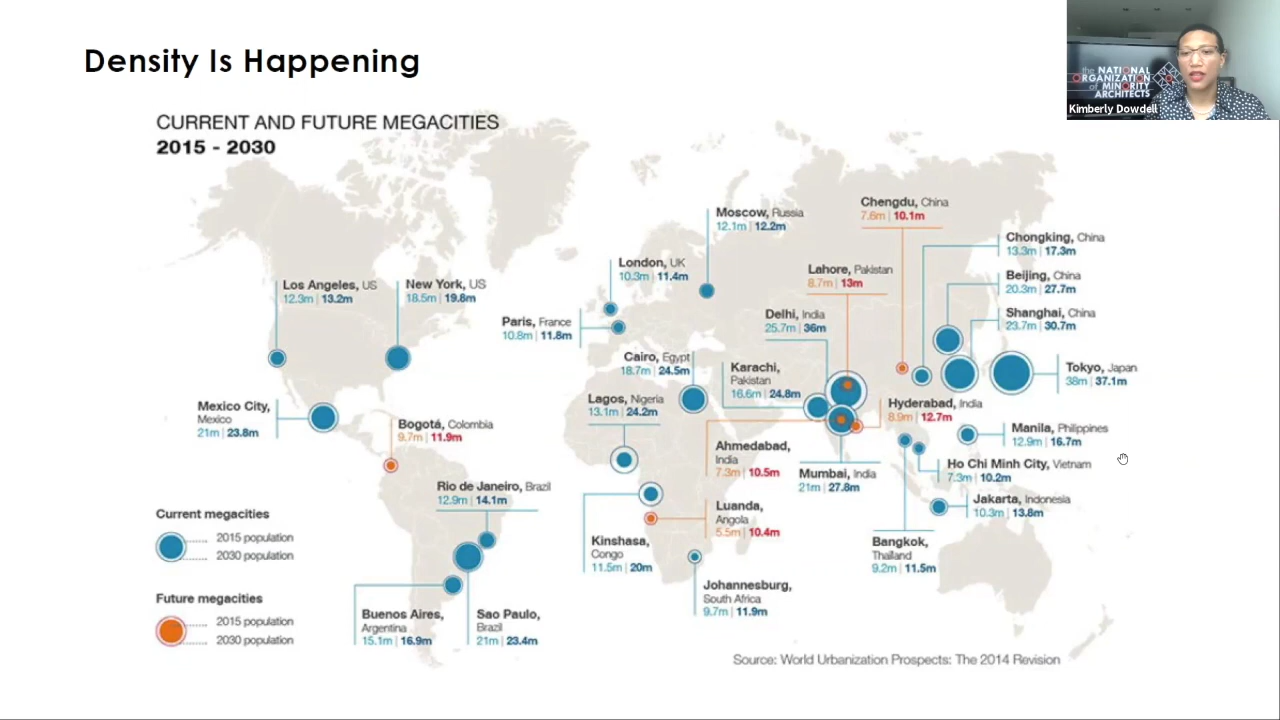 Density Is Happening
the NATIONAL
ORGANIZATION
of MINORITY
ARCHITECTS
Kimberly Dowdell
CURRENT AND FUTURE MEGACITIES
2015 - 2030
Moscow, Russia
12.1m | 12.2m
Chengdu, China
7.6m | 10.1m
Chongking, China
13.3m | 17.3m
London, UK
10.3m | 11.4m
Lahore, Pakistan
8.7m | 13m
Beijing, China
20.3m | 27.7m
Los Angeles, US
12.3m | 13.2m
New York, US
18.5m | 19.8m
Paris, France
10.8m | 11.8m
Delhi, India
25.7m | 36m
Shanghai, China
23.7m | 30.7m
Cairo, Egypt
18.7m | 24.5m
Karachi,
Pakistan
16.6m | 24.8m
Tokyo, Japan
38m | 37.1m
Mexico City,
Mexico
21m | 23.8m
Bogotá, Colombia
9.7m | 11.9m
Lagos, Nigeria
13.1m | 24.2m
Hyderabad, India
8.9m | 12.7m
Manila, Philippines
12.9m | 16.7m
Ahmedabad,
India
7.3m | 10.5m
Mumbai, India
21m | 27.8m
Ho Chi Minh City, Vietnam
7.3m | 10.2m
Rio de Janeiro, Brazil
12.9m | 14.1m
Luanda,
Angola
5.5m | 10.4m
Jakarta, Indonesia
10.3m | 13.8m
Kinshasa,
Congo
11.5m | 20m
Bangkok,
Thailand
9.2m | 11.5m
Johannesburg,
South Africa
9.7m | 11.9m
Buenos Aires,
Argentina
15.1m | 16.9m
Sao Paulo,
Brazil
21m | 23.4m
Current megacities
2015 population
2030 population
Future megacities
2015 population
2030 population
Source: World Urbanization Prospects: The 2014 Revision